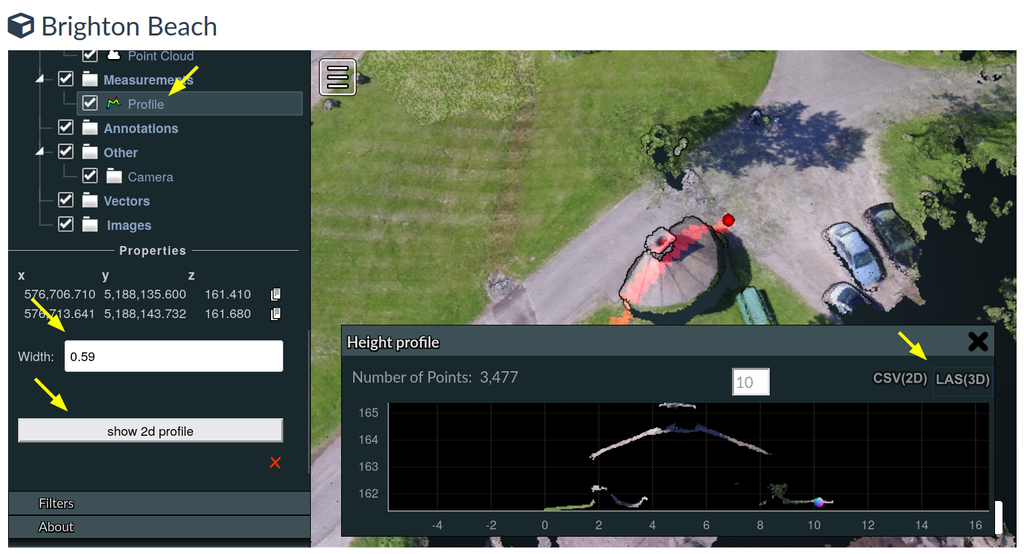 Brighton Beach
Point Cloud
Measurements
Profile
Annotations
Other
Camera
Vectors
Images
Properties
x y z
576,706.710 5,188,135.600 161.410
576,713.641 5,188,143.732 161.680
Width: 0.59
show 2d profile
Filters
About
Height profile
Number of Points: 3,477
10
CSV(2D) LAS(3D)
165
164
163
162
-4 -2 0 2 4 6 8 10 12 14 16